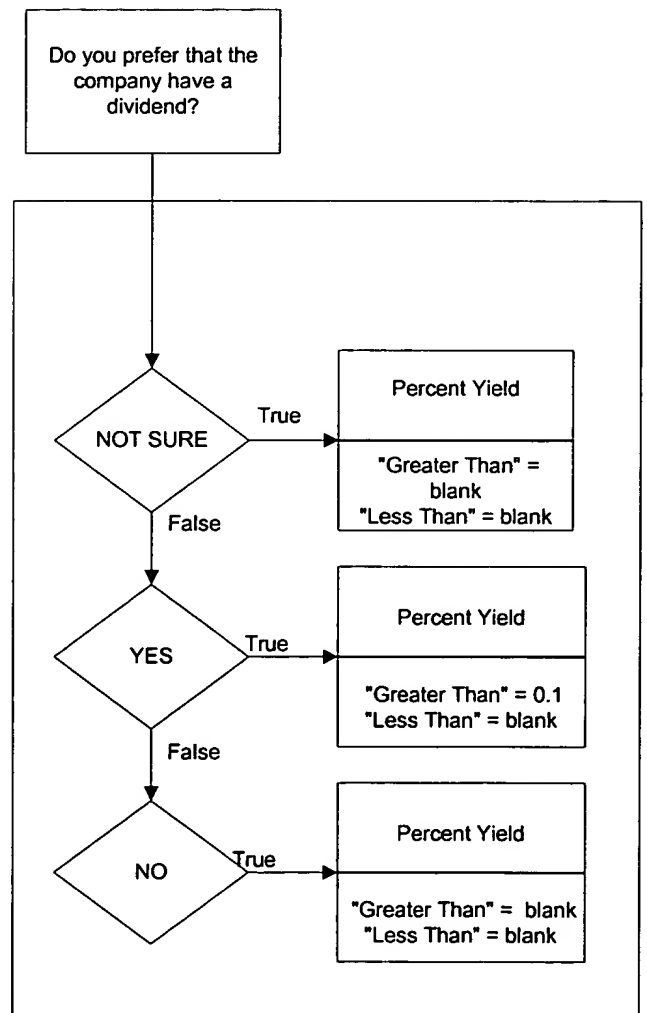 Do you prefer that the
company have a
dividend?
NOT SURE
True
Percent Yield
"Greater Than" =
blank
"Less Than" = blank
False
YES
True
Percent Yield
"Greater Than" = 0.1
"Less Than" = blank
False
NO
True
Percent Yield
"Greater Than" = blank
"Less Than" = blank